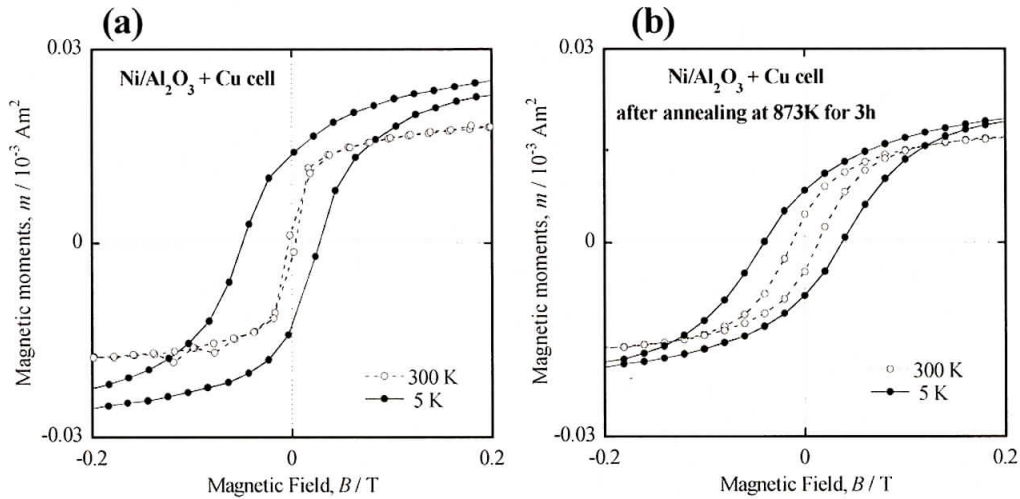 (a)
0.03
Ni/Al₂O₃ + Cu cell
Magnetic moments, m / 10⁻³ Am²
0
300 K
5 K
-0.03
-0.2
0
0.2
Magnetic Field, B / T
(b)
0.03
Ni/Al₂O₃ + Cu cell
after annealing at 873K for 3h
Magnetic moments, m / 10⁻³ Am²
0
300 K
5 K
-0.03
-0.2
0
0.2
Magnetic Field, B / T